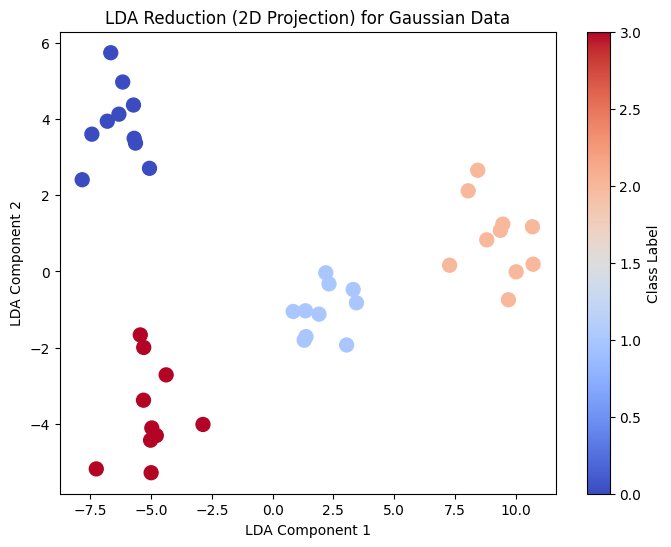 LDA Reduction (2D Projection) for Gaussian Data
6
4
2
0
−2
−4
LDA Component 2
−7.5 −5.0 −2.5 0.0 2.5 5.0 7.5 10.0
LDA Component 1
3.0
2.5
2.0
1.5
1.0
0.5
0.0
Class Label